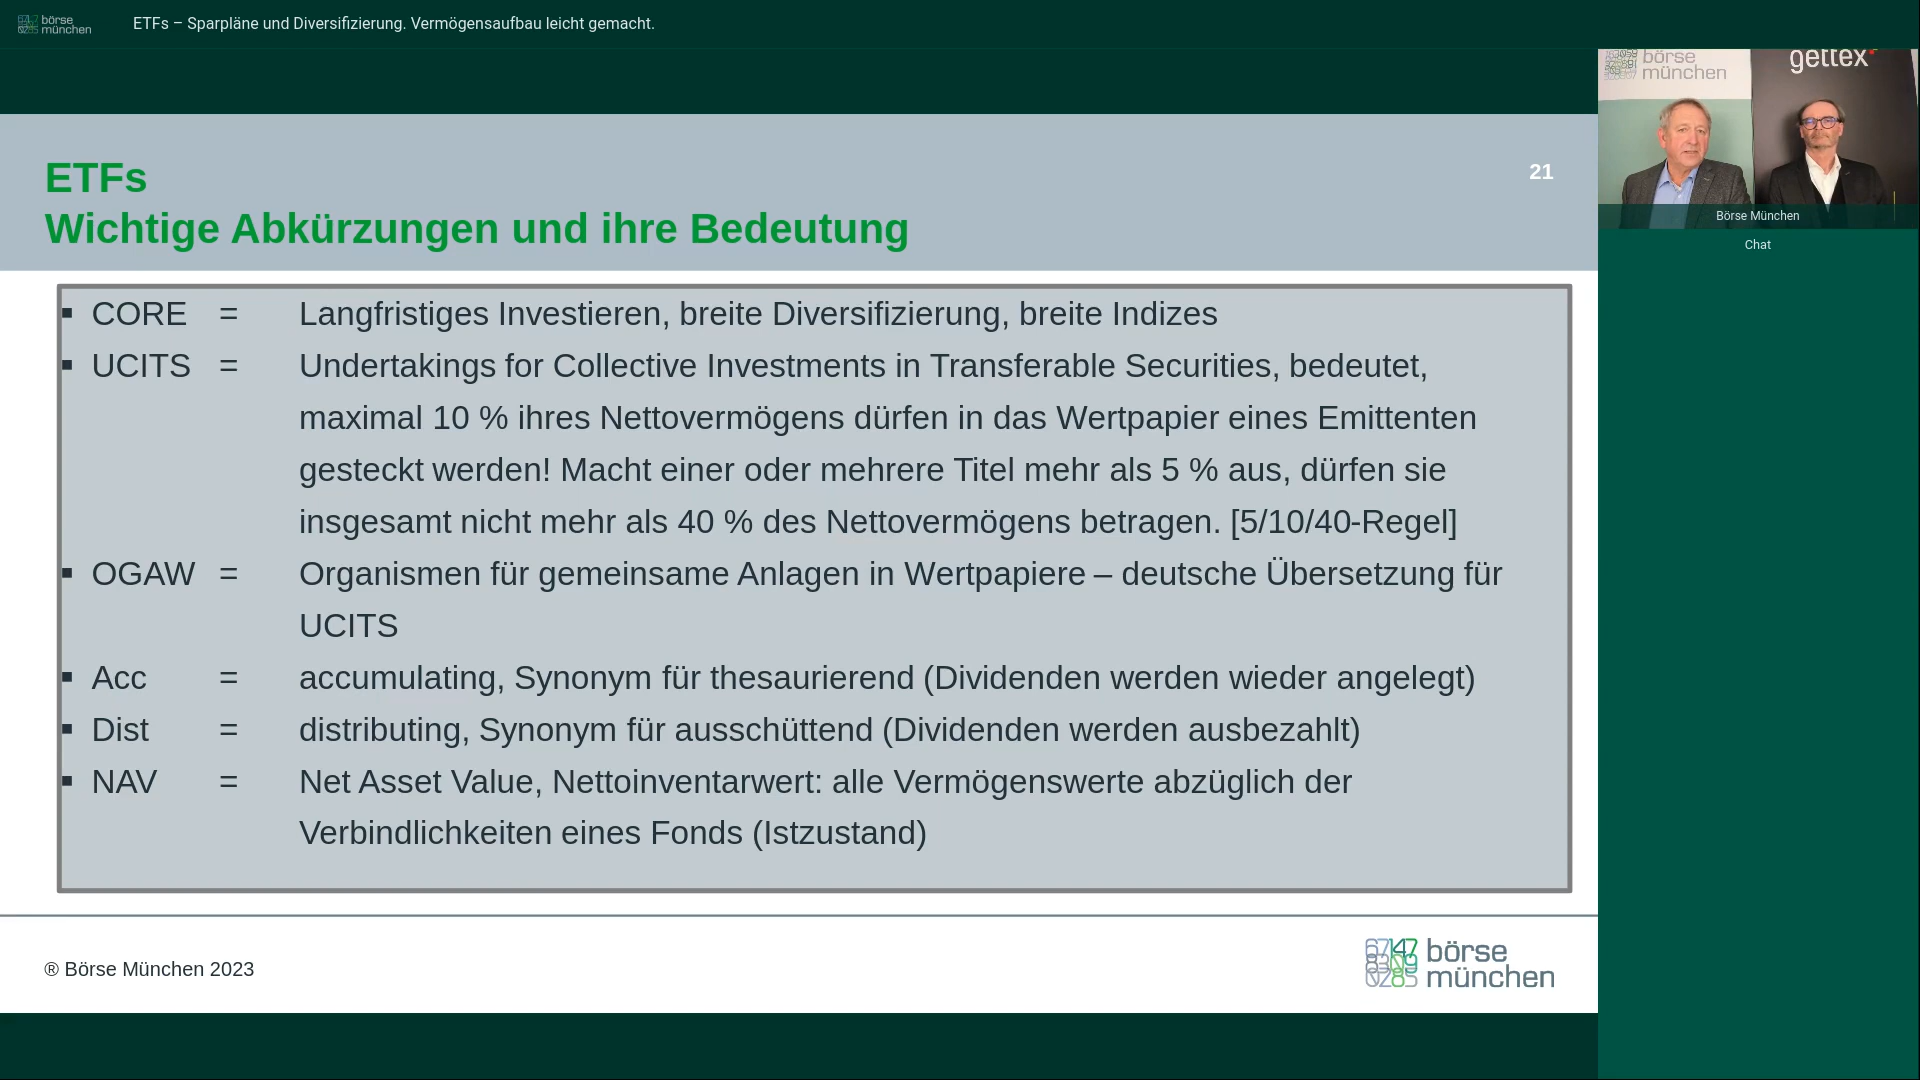 börse
münchen
ETFs – Sparpläne und Diversifizierung. Vermögensaufbau leicht gemacht.
börse
münchen
gettex
Börse München
Chat
ETFs
21
Wichtige Abkürzungen und ihre Bedeutung
▪ CORE = Langfristiges Investieren, breite Diversifizierung, breite Indizes
▪ UCITS = Undertakings for Collective Investments in Transferable Securities, bedeutet,
maximal 10 % ihres Nettovermögens dürfen in das Wertpapier eines Emittenten
gesteckt werden! Macht einer oder mehrere Titel mehr als 5 % aus, dürfen sie
insgesamt nicht mehr als 40 % des Nettovermögens betragen. [5/10/40-Regel]
▪ OGAW = Organismen für gemeinsame Anlagen in Wertpapiere – deutsche Übersetzung für
UCITS
▪ Acc = accumulating, Synonym für thesaurierend (Dividenden werden wieder angelegt)
▪ Dist = distributing, Synonym für ausschüttend (Dividenden werden ausbezahlt)
▪ NAV = Net Asset Value, Nettoinventarwert: alle Vermögenswerte abzüglich der
Verbindlichkeiten eines Fonds (Istzustand)
® Börse München 2023
börse
münchen